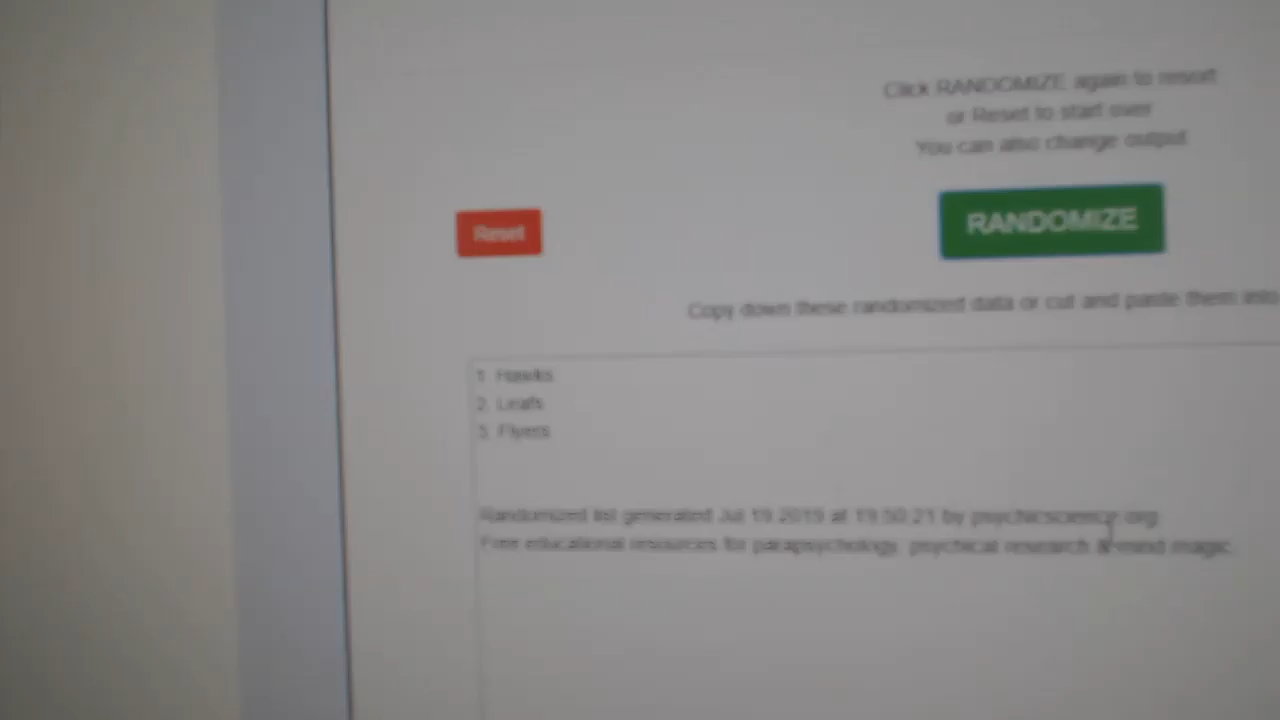 Click RANDOMIZE again to resort
or Reset to start over
You can also change output
Reset
RANDOMIZE
Copy down these randomized data or cut and paste them into
1. Hawks
2. Leafs
3. Flyers
Randomized list generated Jul 19 2019 at 19:50:21 by psychicscience.org
Free educational resources for parapsychology, psychical research & mind magic.